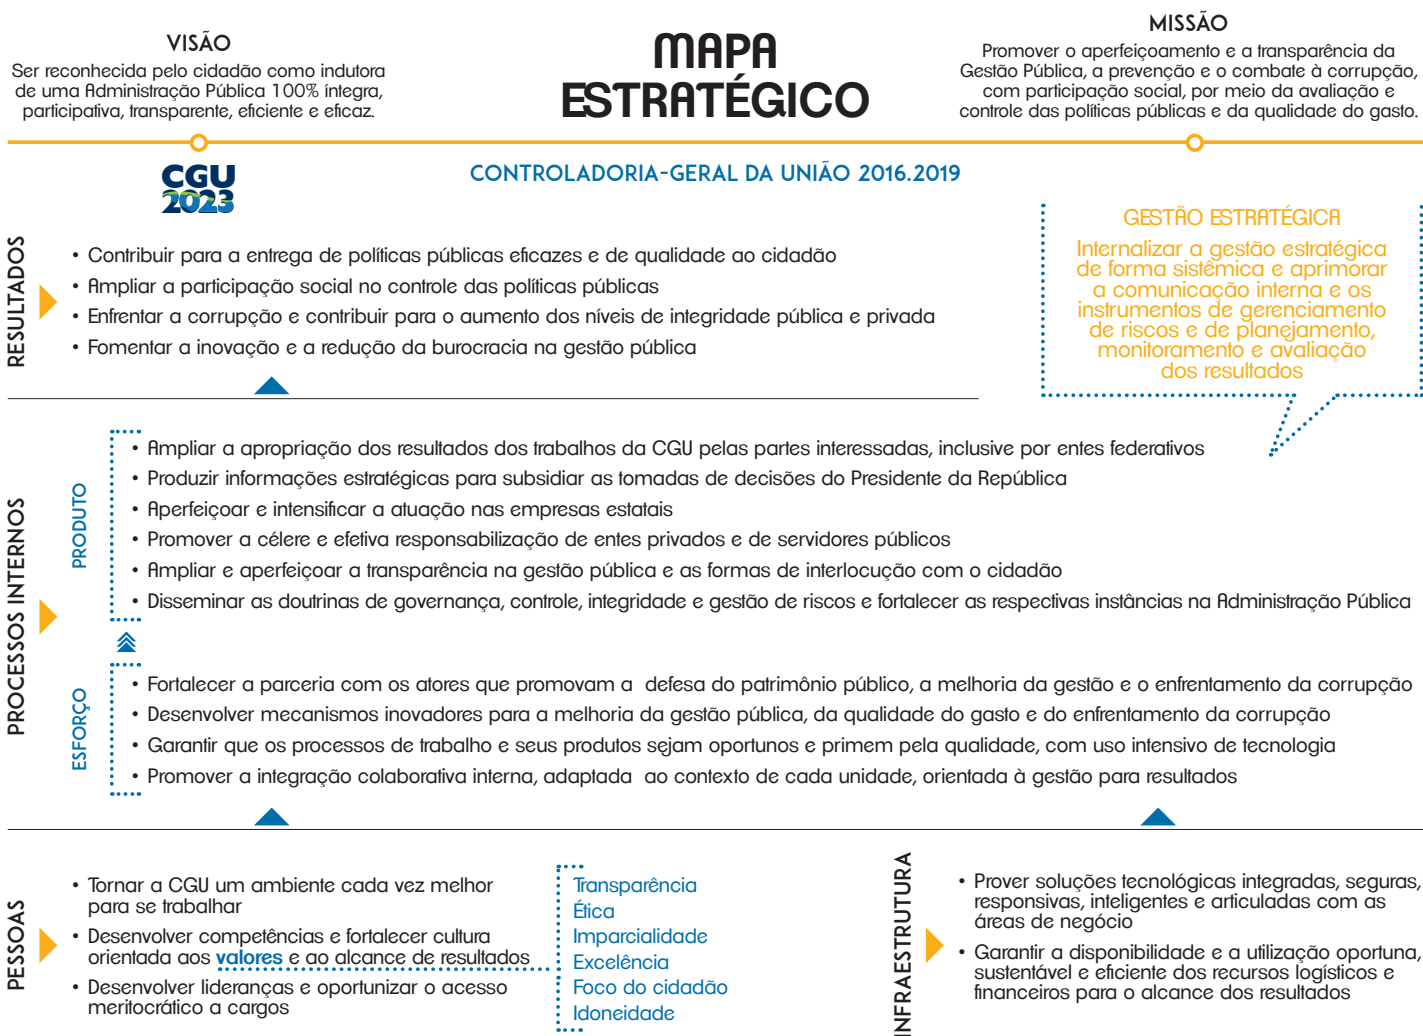 VISÃO
Ser reconhecida pelo cidadão como indutora
de uma Administração Pública 100% íntegra,
participativa, transparente, eficiente e eficaz.
MAPA
ESTRATÉGICO
MISSÃO
Promover o aperfeiçoamento e a transparência da
Gestão Pública, a prevenção e o combate à corrupção,
com participação social, por meio da avaliação e
controle das políticas públicas e da qualidade do gasto.
CGU
2023
CONTROLADORIA-GERAL DA UNIÃO 2016.2019
GESTÃO ESTRATÉGICA
Internalizar a gestão estratégica
de forma sistêmica e aprimorar
a comunicação interna e os
instrumentos de gerenciamento
de riscos e de planejamento,
monitoramento e avaliação
dos resultados
RESULTADOS
• Contribuir para a entrega de políticas públicas eficazes e de qualidade ao cidadão
• Ampliar a participação social no controle das políticas públicas
• Enfrentar a corrupção e contribuir para o aumento dos níveis de integridade pública e privada
• Fomentar a inovação e a redução da burocracia na gestão pública
PROCESSOS INTERNOS
PRODUTO
• Ampliar a apropriação dos resultados dos trabalhos da CGU pelas partes interessadas, inclusive por entes federativos
• Produzir informações estratégicas para subsidiar as tomadas de decisões do Presidente da República
• Aperfeiçoar e intensificar a atuação nas empresas estatais
• Promover a célere e efetiva responsabilização de entes privados e de servidores públicos
• Ampliar e aperfeiçoar a transparência na gestão pública e as formas de interlocução com o cidadão
• Disseminar as doutrinas de governança, controle, integridade e gestão de riscos e fortalecer as respectivas instâncias na Administração Pública
ESFORÇO
• Fortalecer a parceria com os atores que promovam a defesa do patrimônio público, a melhoria da gestão e o enfrentamento da corrupção
• Desenvolver mecanismos inovadores para a melhoria da gestão pública, da qualidade do gasto e do enfrentamento da corrupção
• Garantir que os processos de trabalho e seus produtos sejam oportunos e primem pela qualidade, com uso intensivo de tecnologia
• Promover a integração colaborativa interna, adaptada ao contexto de cada unidade, orientada à gestão para resultados
PESSOAS
• Tornar a CGU um ambiente cada vez melhor
para se trabalhar
• Desenvolver competências e fortalecer cultura
orientada aos valores e ao alcance de resultados
• Desenvolver lideranças e oportunizar o acesso
meritocrático a cargos
Transparência
Ética
Imparcialidade
Excelência
Foco do cidadão
Idoneidade
INFRAESTRUTURA
• Prover soluções tecnológicas integradas, seguras,
responsivas, inteligentes e articuladas com as
áreas de negócio
• Garantir a disponibilidade e a utilização oportuna,
sustentável e eficiente dos recursos logísticos e
financeiros para o alcance dos resultados